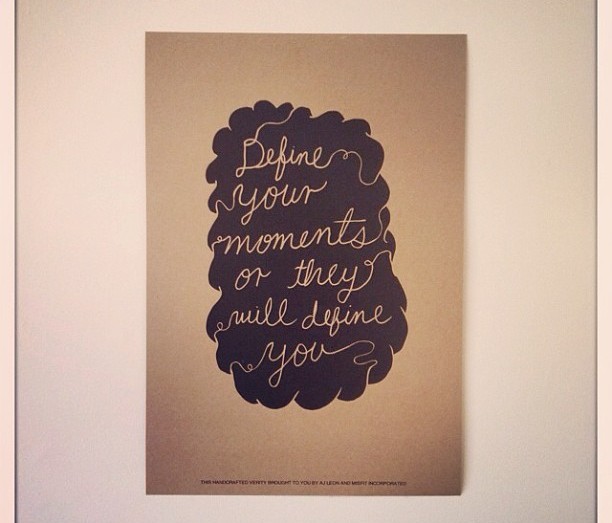 Define
your
moments
or they
will define
you
THIS HANDCRAFTED VERITY BROUGHT TO YOU BY AJ LEON AND MISFIT INCORPORATED